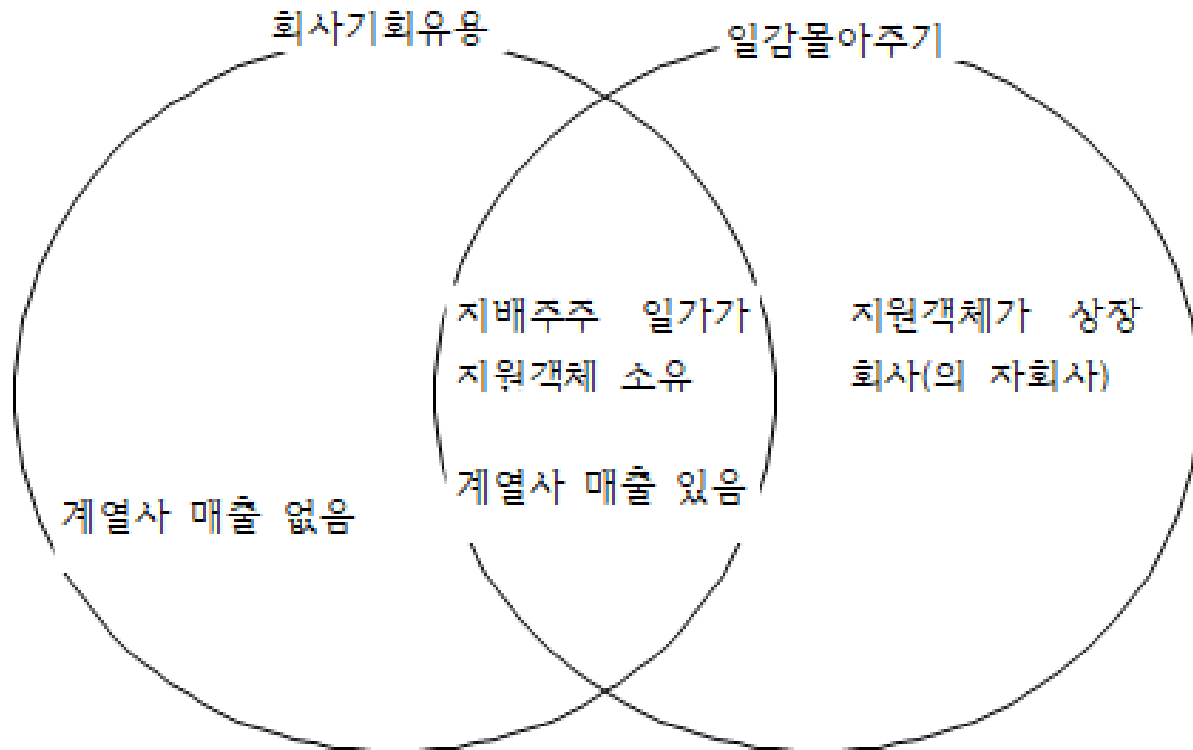 회사기회유용
일감몰아주기
지배주주 일가가
지원객체 소유
지원객체가 상장
회사(의 자회사)
계열사 매출 있음
계열사 매출 없음